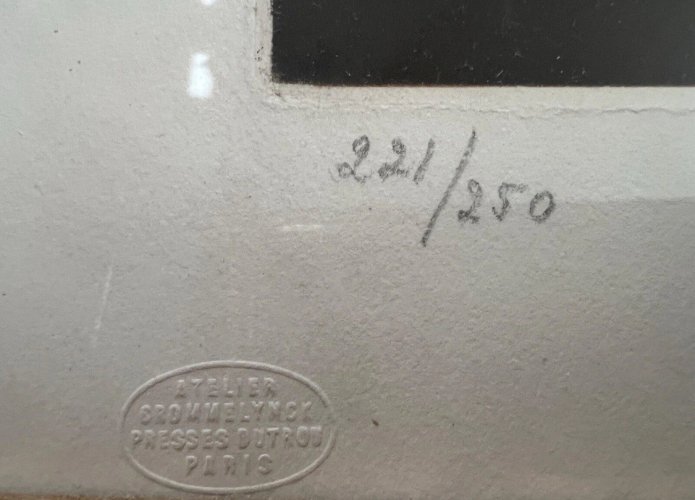 221/250
ATELIER
CROMMELYNCK
PRESSES DUTROU
PARIS